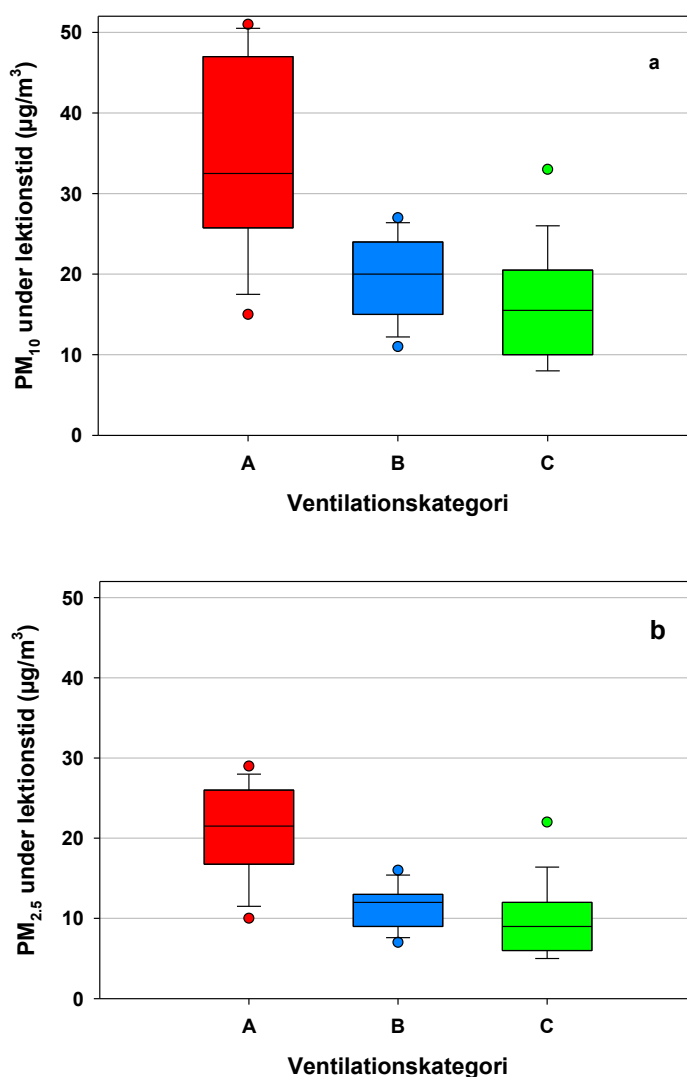 a
PM₁₀ under lektionstid (µg/m³)
50
40
30
20
10
0
A B C
Ventilationskategori
b
PM₂.₅ under lektionstid (µg/m³)
50
40
30
20
10
0
A B C
Ventilationskategori